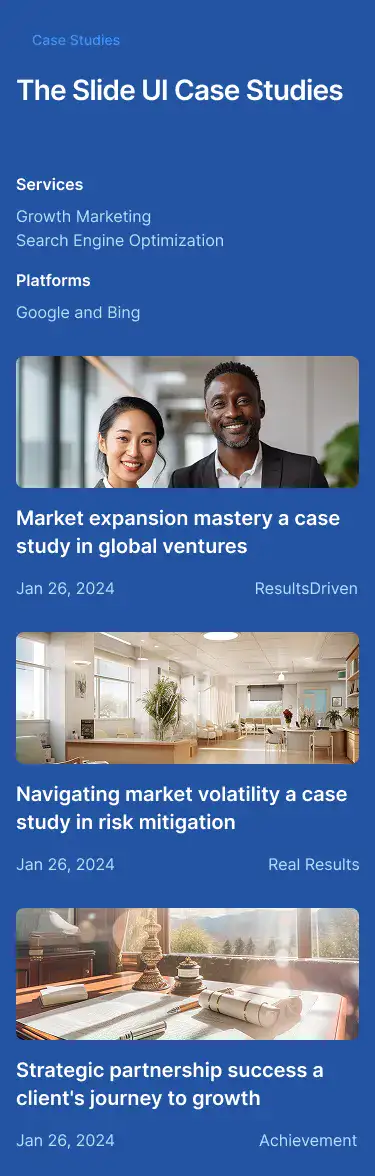 Case Studies
The Slide UI Case Studies
Services
Growth Marketing
Search Engine Optimization
Platforms
Google and Bing
Market expansion mastery a case
study in global ventures
Jan 26, 2024
ResultsDriven
Navigating market volatility a case
study in risk mitigation
Jan 26, 2024
Real Results
Strategic partnership success a
client's journey to growth
Jan 26, 2024
Achievement